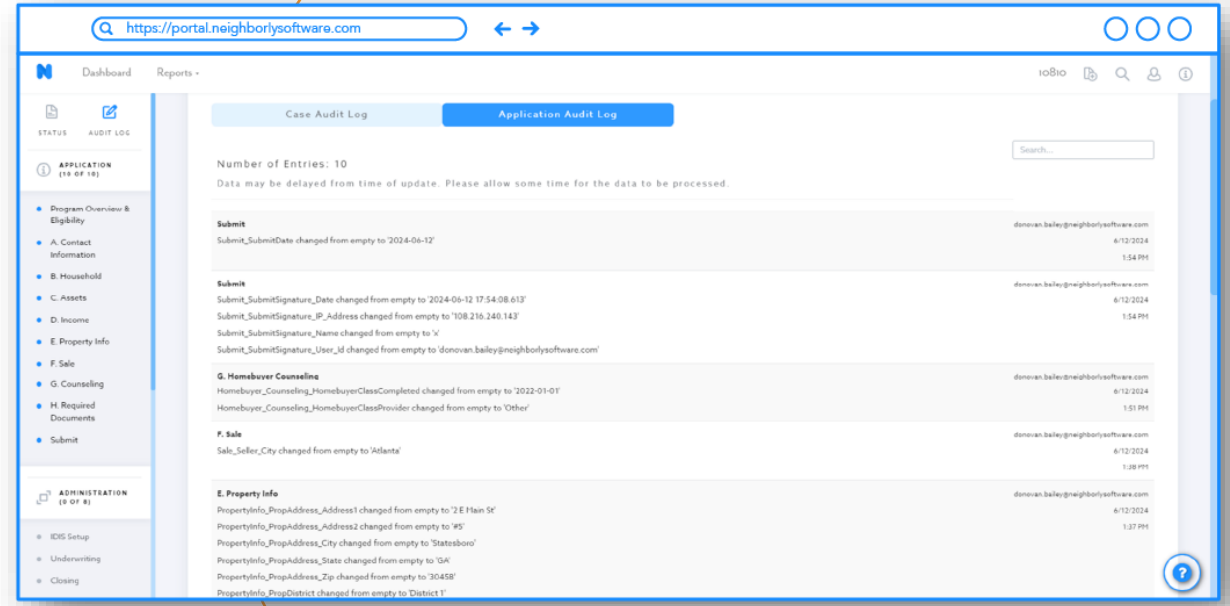 https://portal.neighborlysoftware.com
N Dashboard Reports 10810
STATUS AUDIT LOG
APPLICATION
(10 OF 10)
Program Overview &
Eligibility
A. Contact
Information
B. Household
C. Assets
D. Income
E. Property Info
F. Sale
G. Counseling
H. Required
Documents
Submit
ADMINISTRATION
(0 OF 8)
IDIS Setup
Underwriting
Closing
Case Audit Log Application Audit Log
Search...
Number of Entries: 10
Data may be delayed from time of update. Please allow some time for the data to be processed.
Submit donovan.bailey@neighborlysoftware.com
Submit_SubmitDate changed from empty to '2024-06-12' 6/12/2024
1:54 PM
Submit donovan.bailey@neighborlysoftware.com
Submit_SubmitSignature_Date changed from empty to '2024-06-12 17:54:08.613' 6/12/2024
Submit_SubmitSignature_IP_Address changed from empty to '108.216.240.143' 1:54 PM
Submit_SubmitSignature_Name changed from empty to 'x'
Submit_SubmitSignature_User_Id changed from empty to 'donovan.bailey@neighborlysoftware.com'
G. Homebuyer Counseling donovan.bailey@neighborlysoftware.com
Homebuyer_Counseling_HomebuyerClassCompleted changed from empty to '2022-01-01' 6/12/2024
Homebuyer_Counseling_HomebuyerClassProvider changed from empty to 'Other' 1:51 PM
F. Sale donovan.bailey@neighborlysoftware.com
Sale_Seller_City changed from empty to 'Atlanta' 6/12/2024
1:38 PM
E. Property Info donovan.bailey@neighborlysoftware.com
PropertyInfo_PropAddress_Address1 changed from empty to '2 E Main St' 6/12/2024
PropertyInfo_PropAddress_Address2 changed from empty to '#5' 1:37 PM
PropertyInfo_PropAddress_City changed from empty to 'Statesboro'
PropertyInfo_PropAddress_State changed from empty to 'GA'
PropertyInfo_PropAddress_Zip changed from empty to '30458'
PropertyInfo_PropDistrict changed from empty to 'District 1'
?